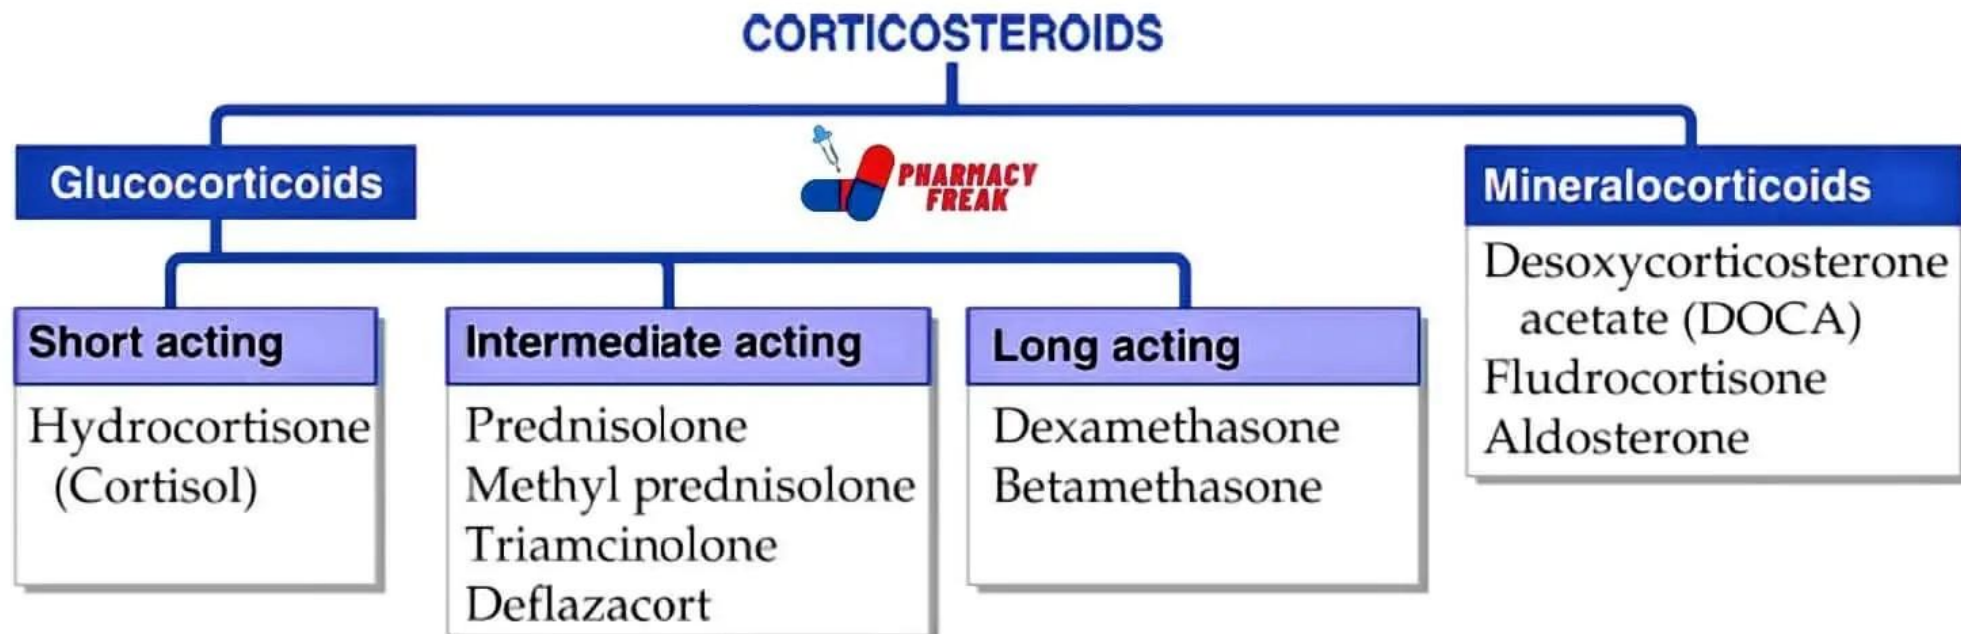 CORTICOSTEROIDS
Glucocorticoids
PHARMACY
FREAK
Mineralocorticoids
Desoxycorticosterone
acetate (DOCA)
Fludrocortisone
Aldosterone
Short acting
Hydrocortisone
(Cortisol)
Intermediate acting
Prednisolone
Methyl prednisolone
Triamcinolone
Deflazacort
Long acting
Dexamethasone
Betamethasone